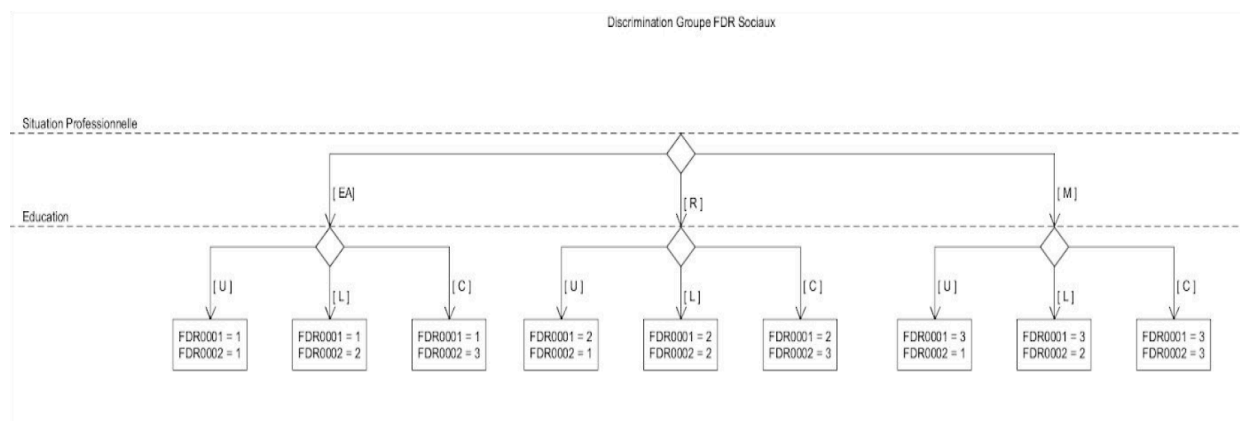 Discrimination Groupe FDR Sociaux
Situation Professionnelle
[ EA]
[ R ]
[ M ]
Education
[ U ]
[ L ]
[ C ]
[ U ]
[ L ]
[ C ]
[ U ]
[ L ]
[ C ]
FDR0001 = 1
FDR0002 = 1
FDR0001 = 1
FDR0002 = 2
FDR0001 = 1
FDR0002 = 3
FDR0001 = 2
FDR0002 = 1
FDR0001 = 2
FDR0002 = 2
FDR0001 = 2
FDR0002 = 3
FDR0001 = 3
FDR0002 = 1
FDR0001 = 3
FDR0002 = 2
FDR0001 = 3
FDR0002 = 3